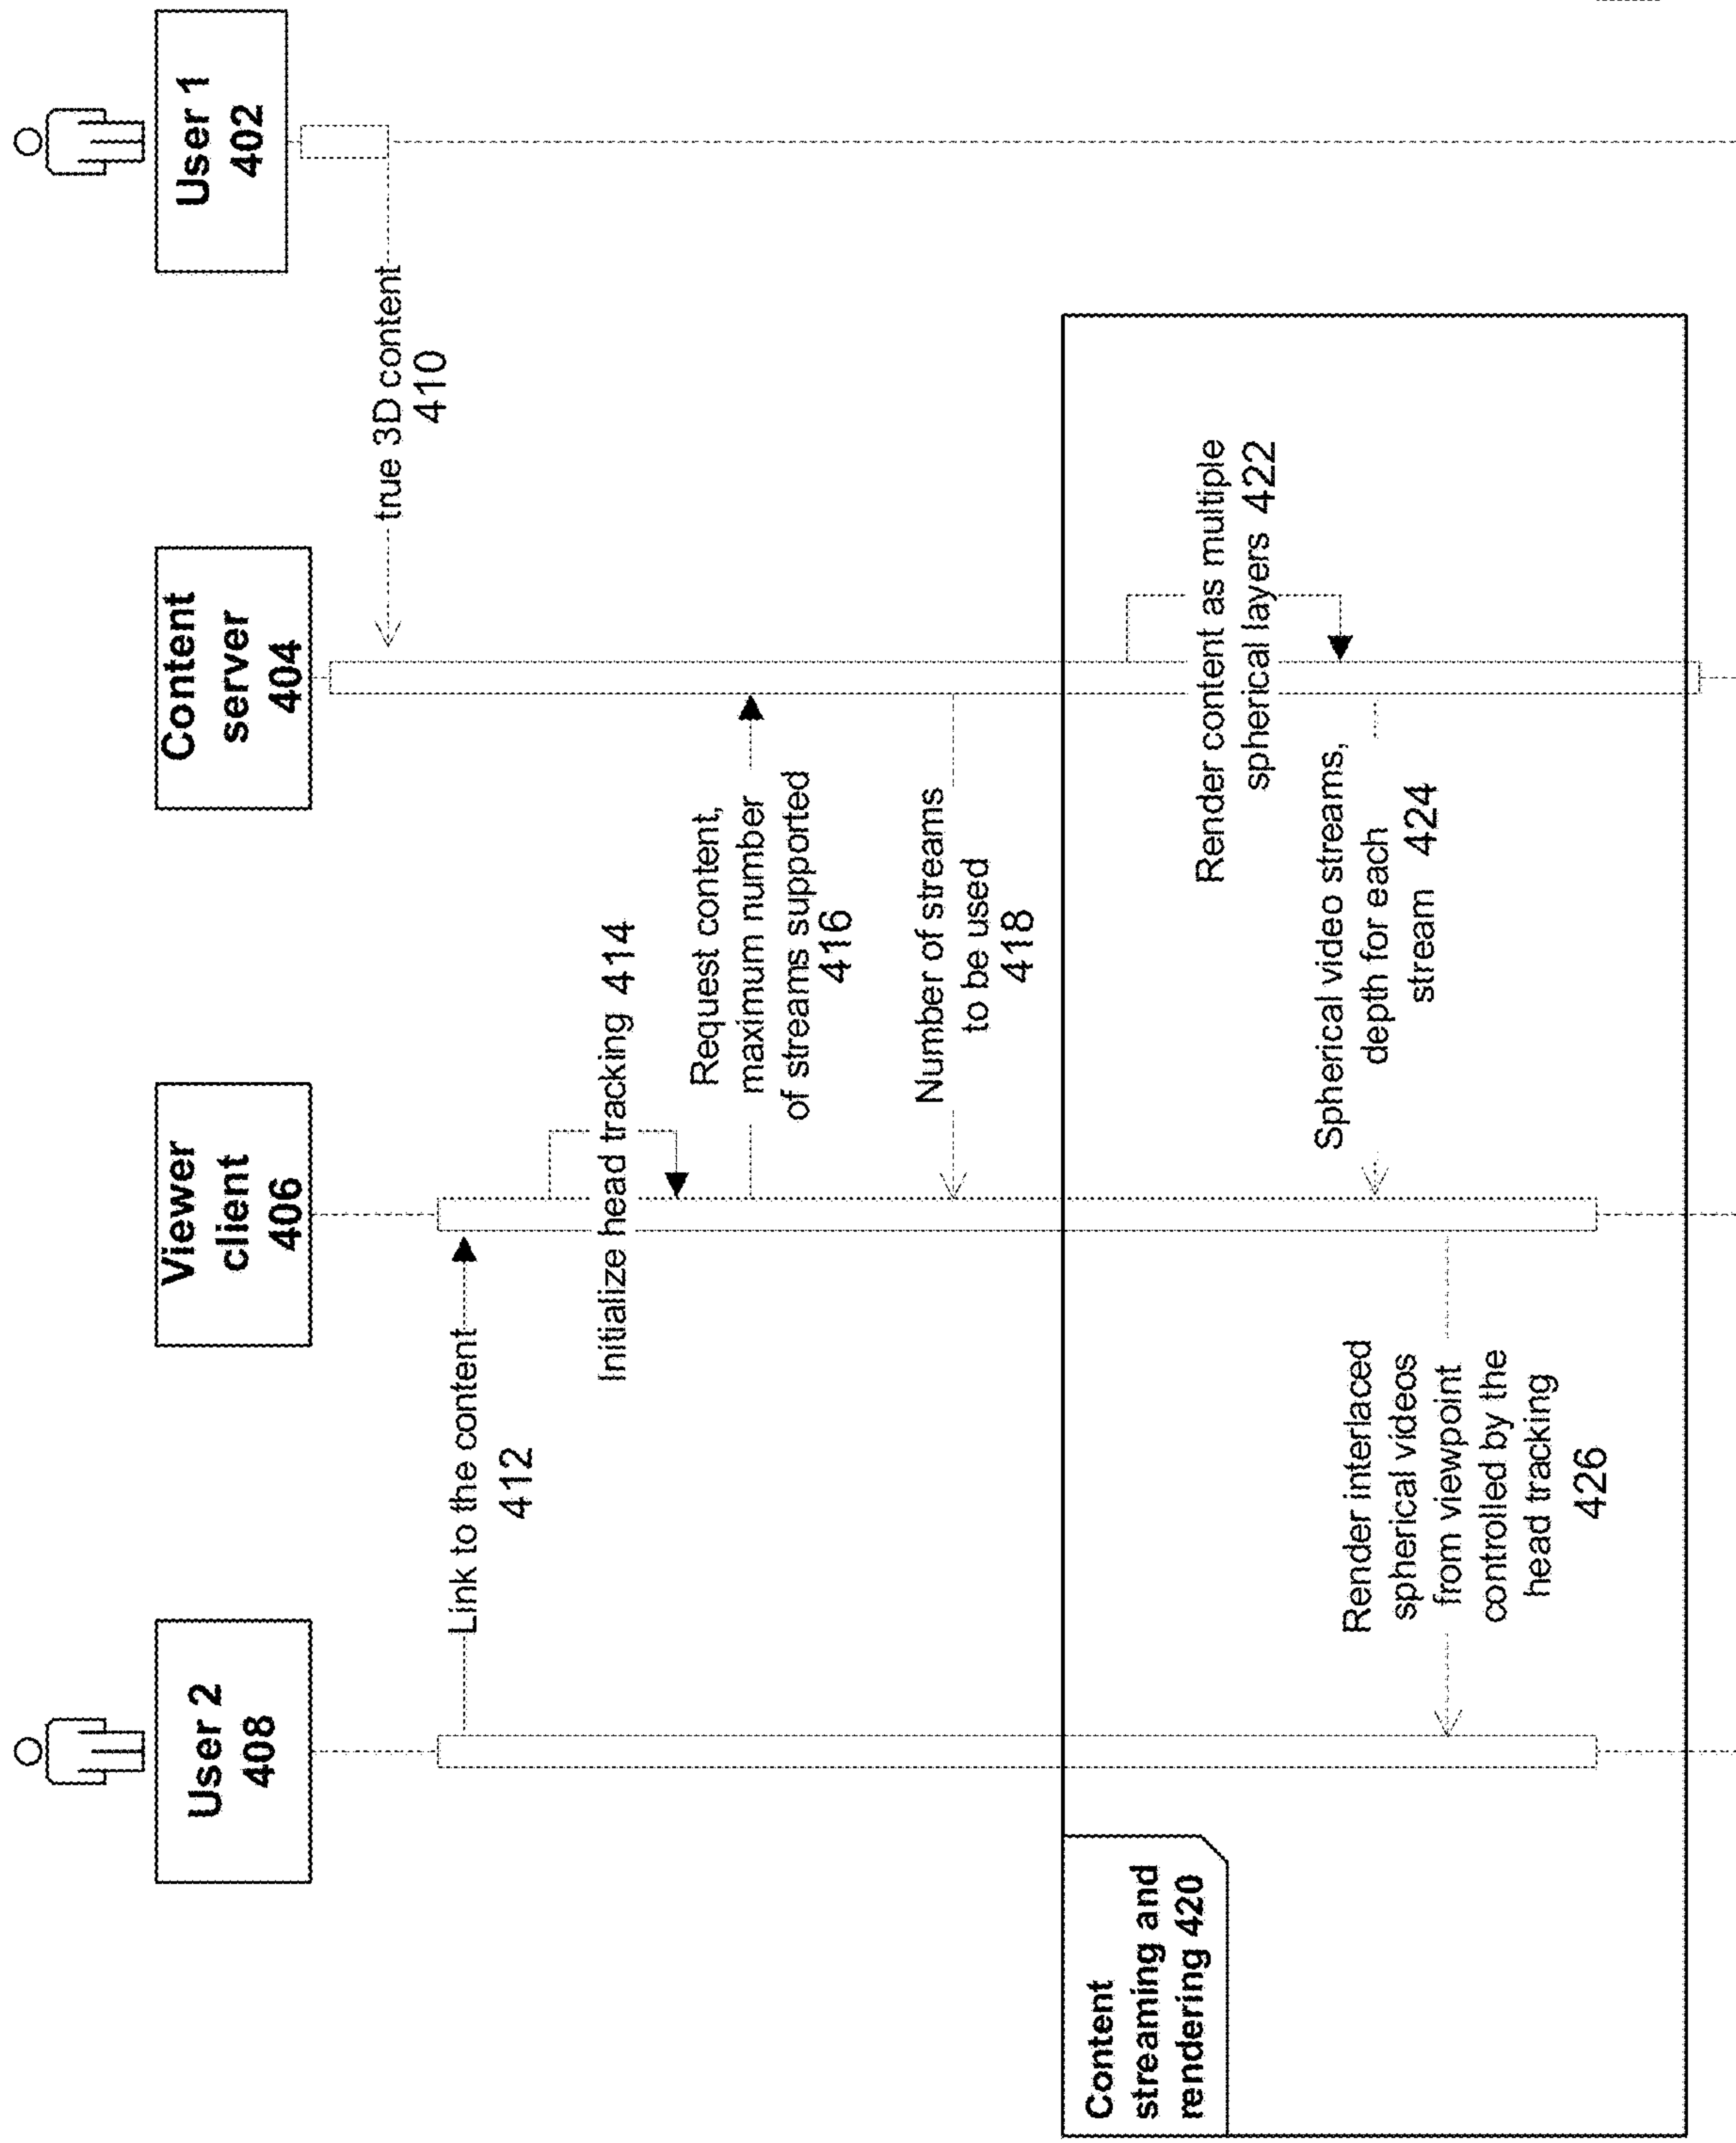 User 1
402
Content
server
404
Viewer
client
406
User 2
408
true 3D content
410
Link to the content
412
Initialize head tracking 414
Request content,
maximum number
of streams supported
416
Number of streams
to be used
418
Content
streaming and
rendering 420
Render content as multiple
spherical layers 422
Spherical video streams,
depth for each
stream 424
Render interlaced
spherical videos
from viewpoint
controlled by the
head tracking
426